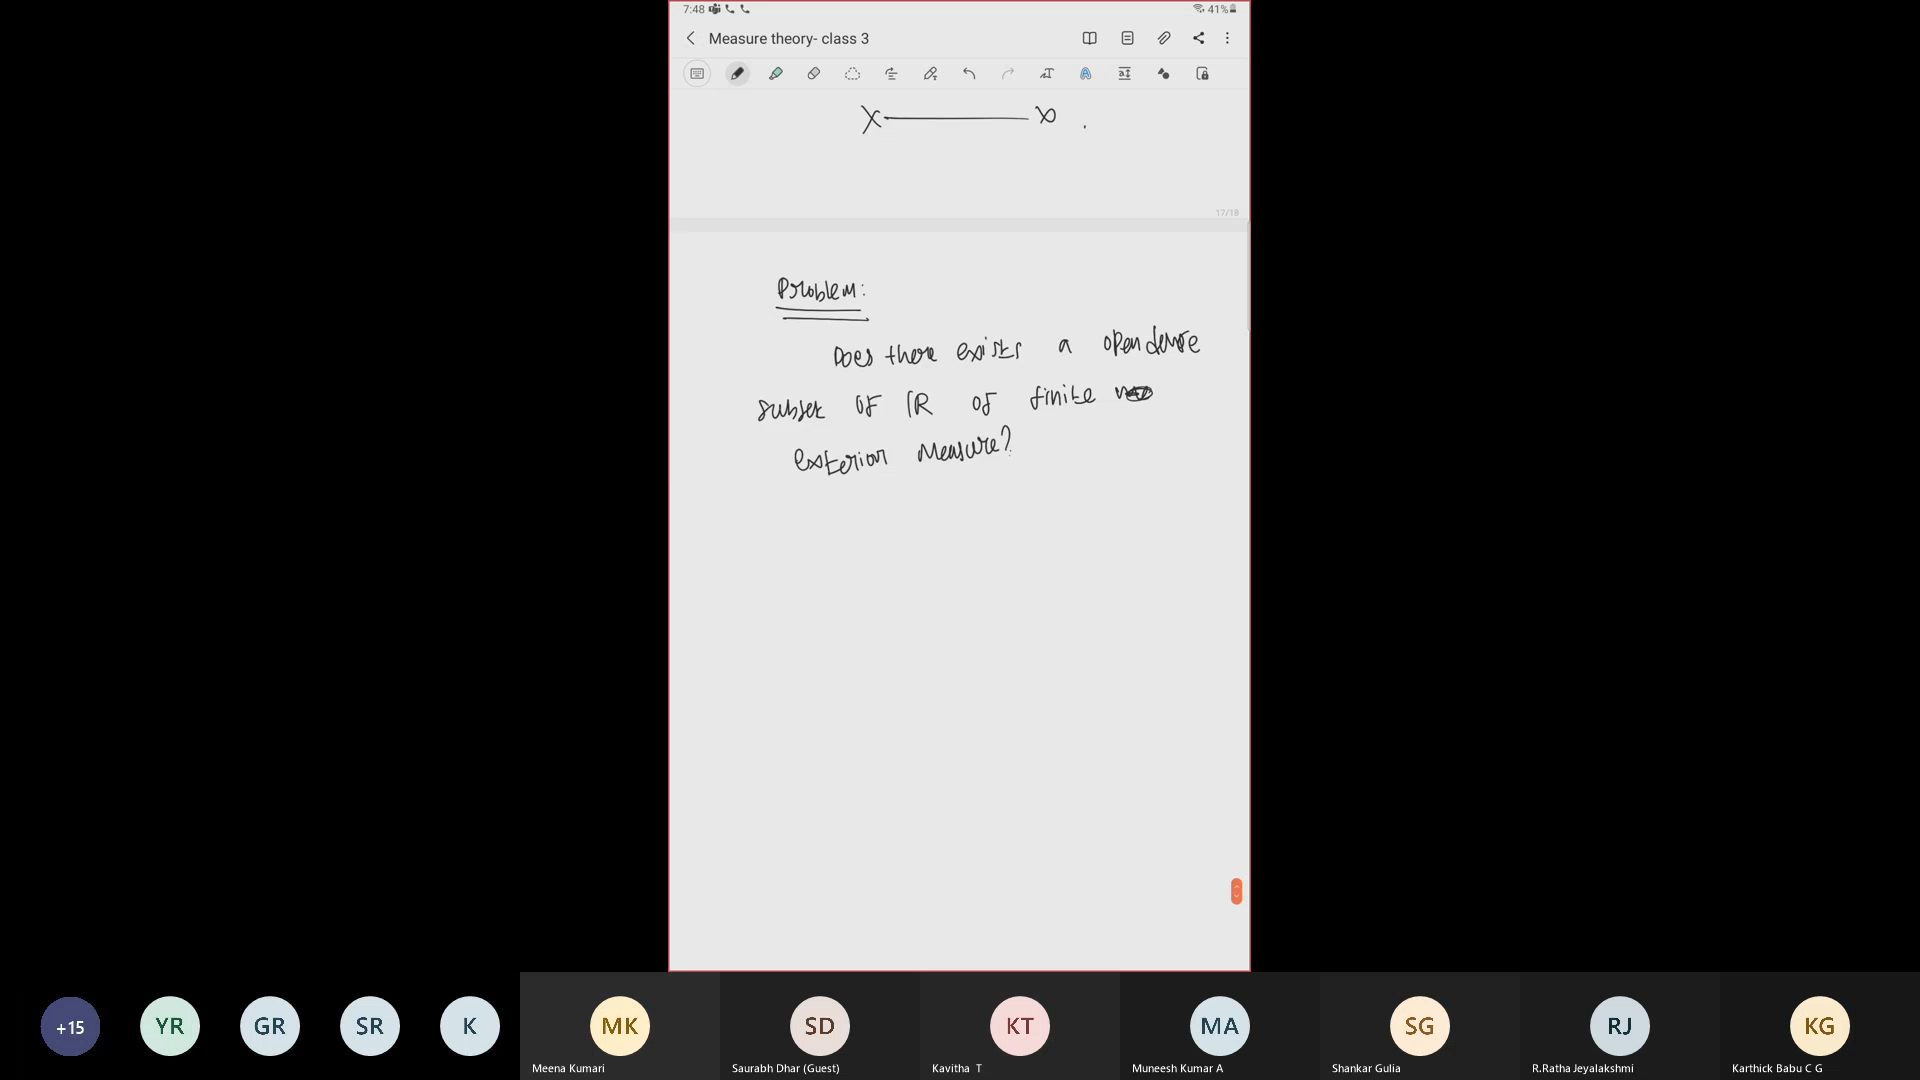 7:48
41%
Measure theory- class 3
X———x
17/18
Problem:
Does there exists a open dense
subset of IR of finite
exterior measure?
+15 YR GR SR K MK SD KT MA SG RJ KG
Meena Kumari Saurabh Dhar (Guest) Kavitha T Muneesh Kumar A Shankar Gulia R.Ratha Jeyalakshmi Karthick Babu C G